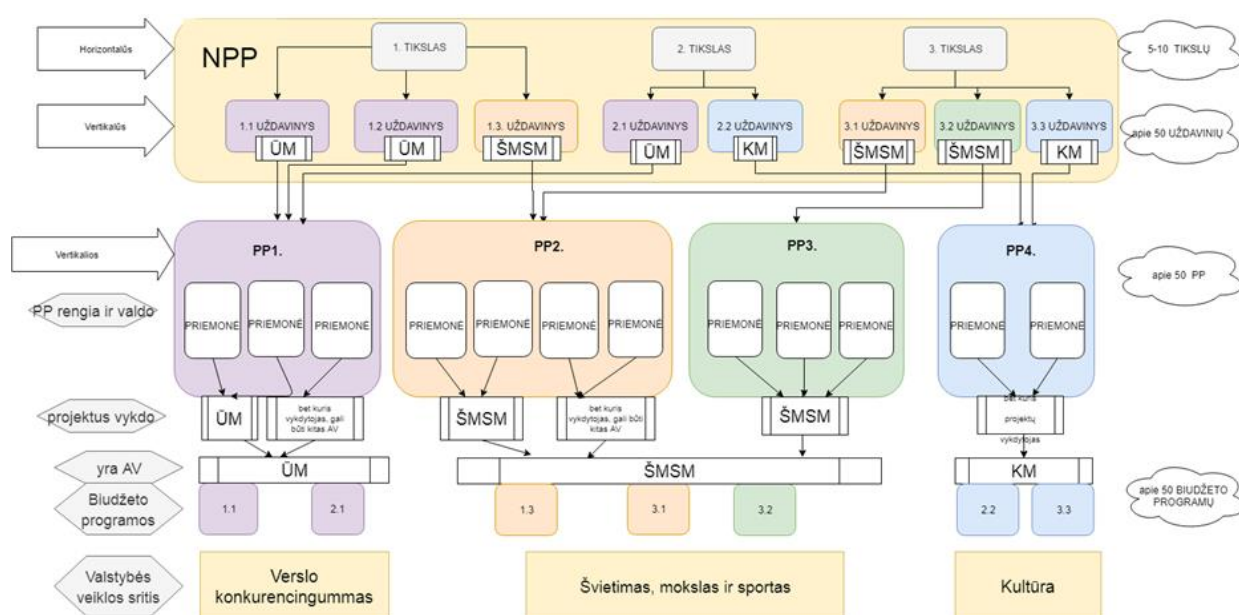 Horizontalūs
NPP
1. TIKSLAS
2. TIKSLAS
3. TIKSLAS
5-10 TIKSLŲ
Vertikalūs
1.1 UŽDAVINYS
1.2 UŽDAVINYS
1.3. UŽDAVINYS
2.1 UŽDAVINYS
2.2 UŽDAVINYS
3.1 UŽDAVINYS
3.2 UŽDAVINYS
3.3 UŽDAVINYS
apie 50 UŽDAVINIŲ
ŪM
ŪM
ŠMSM
ŪM
KM
ŠMSM
ŠMSM
KM
Vertikalios
PP1.
PP2.
PP3.
PP4.
apie 50 PP
PP rengia ir valdo
PRIEMONĖ
PRIEMONĖ
PRIEMONĖ
PRIEMONĖ
PRIEMONĖ
PRIEMONĖ
PRIEMONĖ
PRIEMONĖ
PRIEMONĖ
PRIEMONĖ
PRIEMONĖ
PRIEMONĖ
projektus vykdo
ŪM
bet kuris
vykdytojas, gali
būti kitas AV
ŠMSM
bet kuris
vykdytojas, gali būti
kitas AV
ŠMSM
bet kuris
projektų
vykdytojas
yra AV
ŪM
ŠMSM
KM
Biudžeto
programos
1.1
2.1
1.3
3.1
3.2
2.2
3.3
apie 50 BIUDŽETO
PROGRAMŲ
Valstybės
veiklos sritis
Verslo
konkurencingummas
Švietimas, mokslas ir sportas
Kultūra